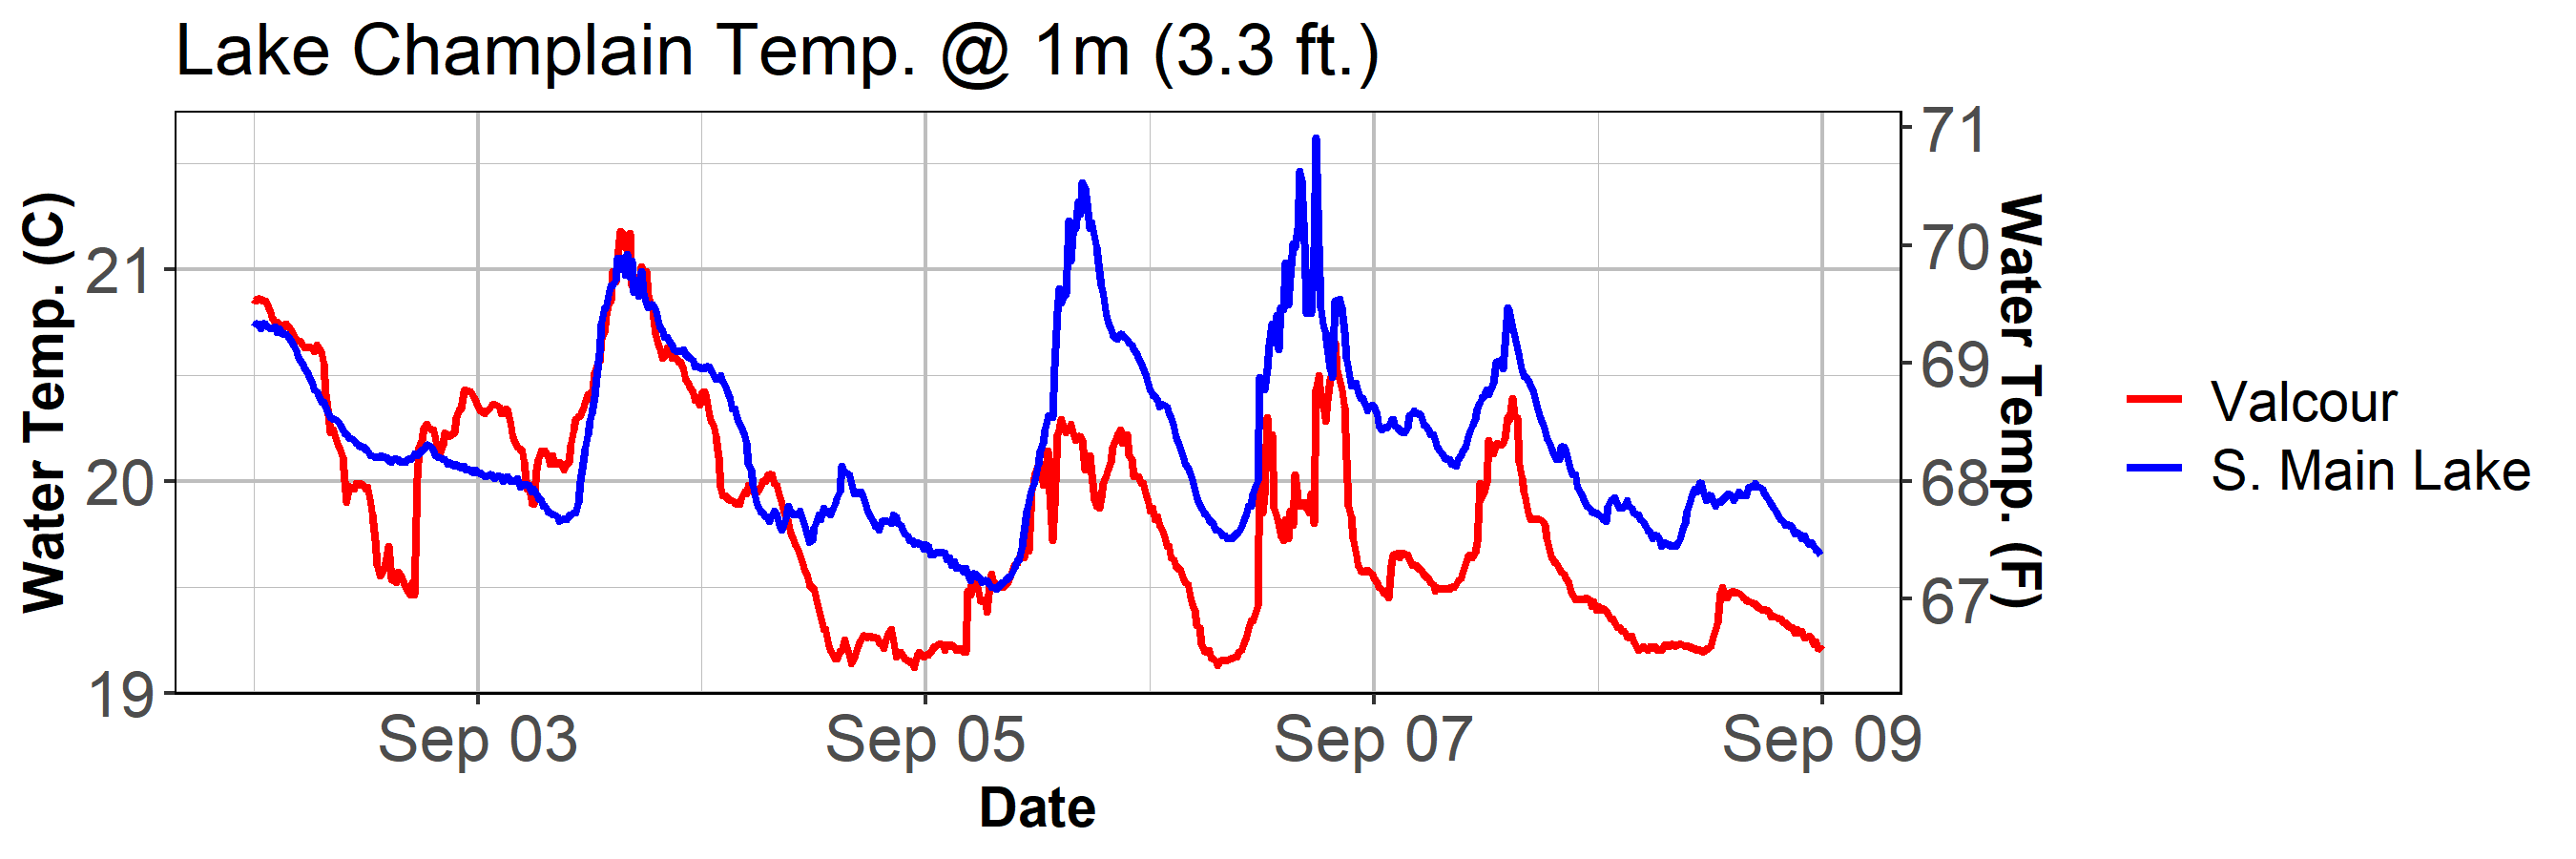 Lake Champlain Temp. @ 1m (3.3 ft.)
Water Temp. (C)
21
20
19
71
70
69
68
67
Water Temp. (F)
Sep 03
Sep 05
Sep 07
Sep 09
Date
Valcour
S. Main Lake